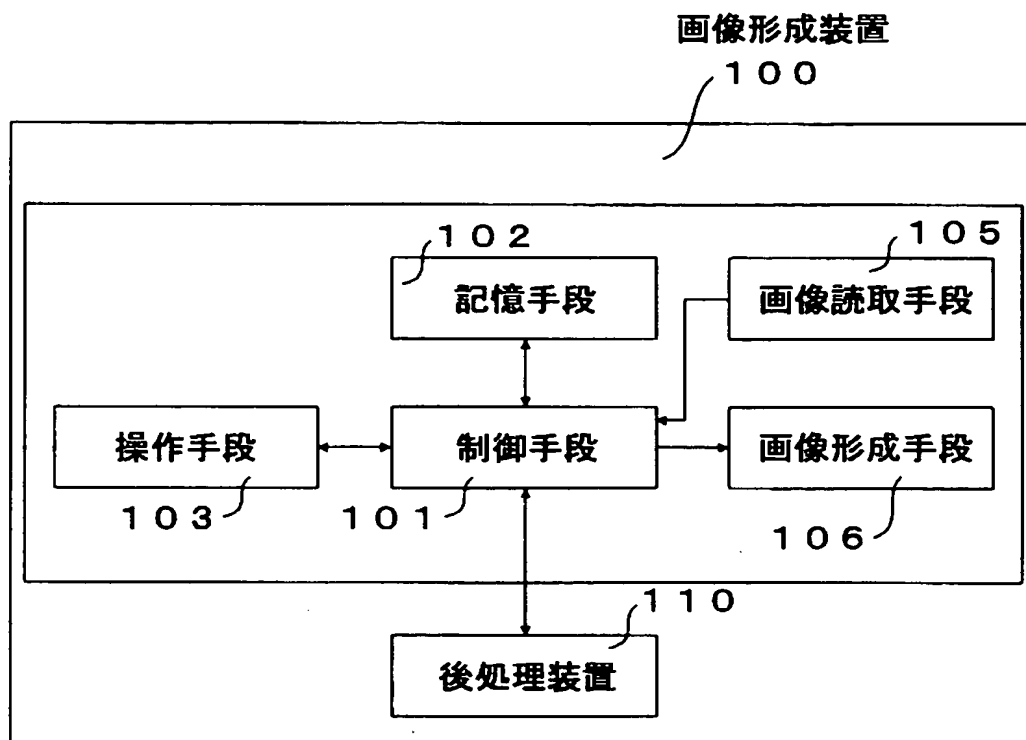 画像形成装置
１００
１０２
１０５
記憶手段
画像読取手段
操作手段
制御手段
画像形成手段
１０３
１０１
１０６
１１０
後処理装置